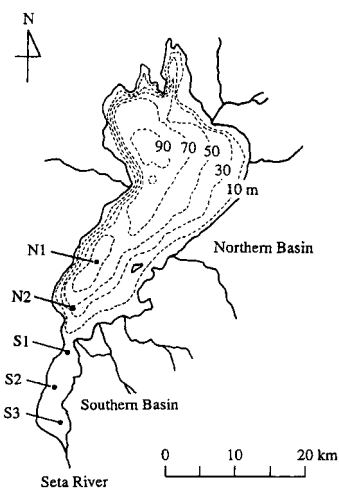 N
90 70 50
30
10 m
Northern Basin
N1
N2
S1
S2
Southern Basin
S3
0 10 20 km
Seta River